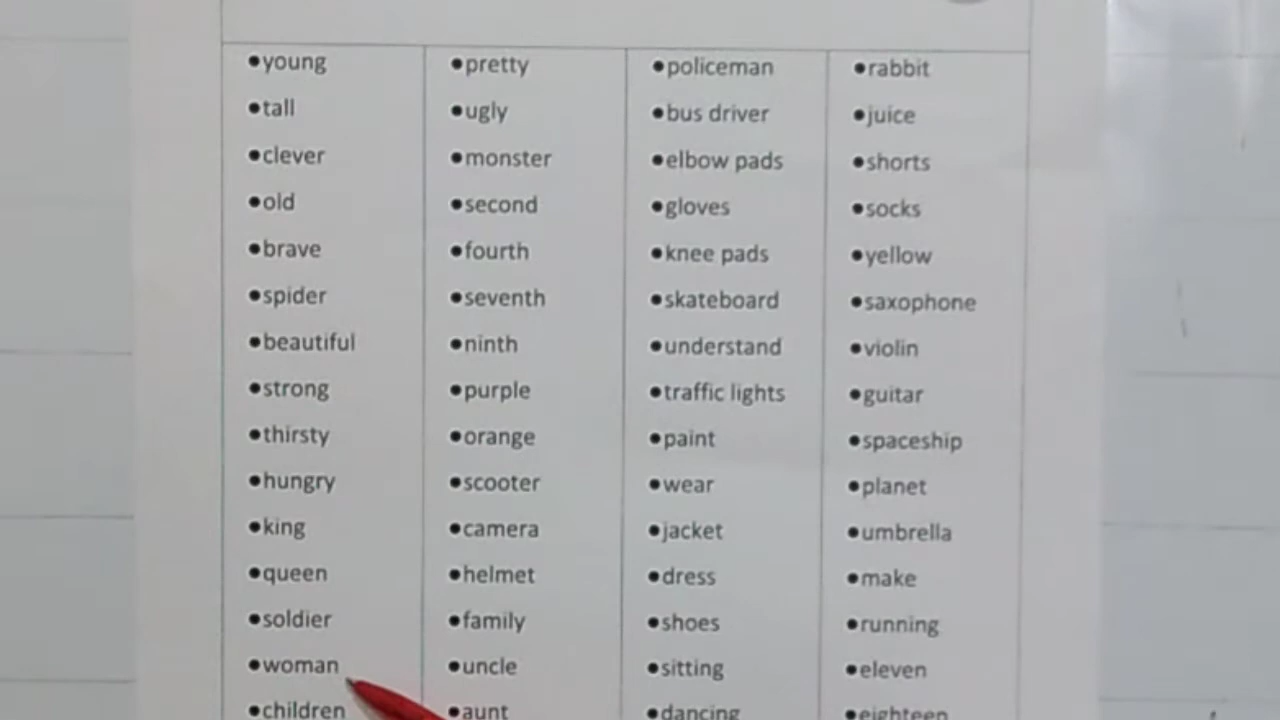 •young
•tall
•clever
•old
•brave
•spider
•beautiful
•strong
•thirsty
•hungry
•king
•queen
•soldier
•woman
•children
•pretty
•ugly
•monster
•second
•fourth
•seventh
•ninth
•purple
•orange
•scooter
•camera
•helmet
•family
•uncle
•aunt
•policeman
•bus driver
•elbow pads
•gloves
•knee pads
•skateboard
•understand
•traffic lights
•paint
•wear
•jacket
•dress
•shoes
•sitting
•dancing
•rabbit
•juice
•shorts
•socks
•yellow
•saxophone
•violin
•guitar
•spaceship
•planet
•umbrella
•make
•running
•eleven
•eighteen